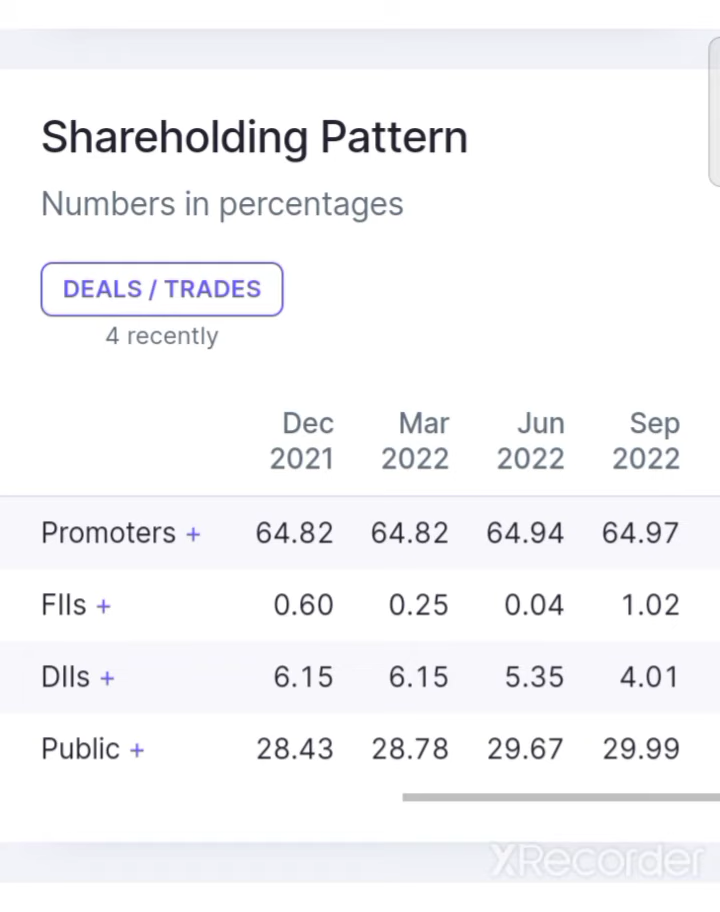 Shareholding Pattern
Numbers in percentages
DEALS / TRADES
4 recently
Dec Mar Jun Sep
2021 2022 2022 2022
Promoters + 64.82 64.82 64.94 64.97
FIIs + 0.60 0.25 0.04 1.02
DIIs + 6.15 6.15 5.35 4.01
Public + 28.43 28.78 29.67 29.99
XRecorder